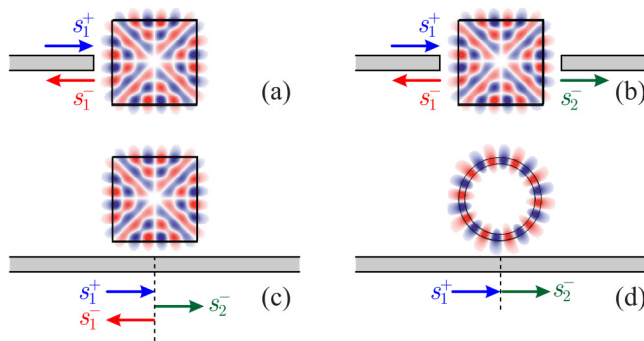 s₁⁺ s₁⁺
s₁⁻ (a) s₁⁻ s₂⁻ (b)
s₁⁺ s₂⁻ (c) s₁⁺ s₂⁻ (d)
s₁⁻